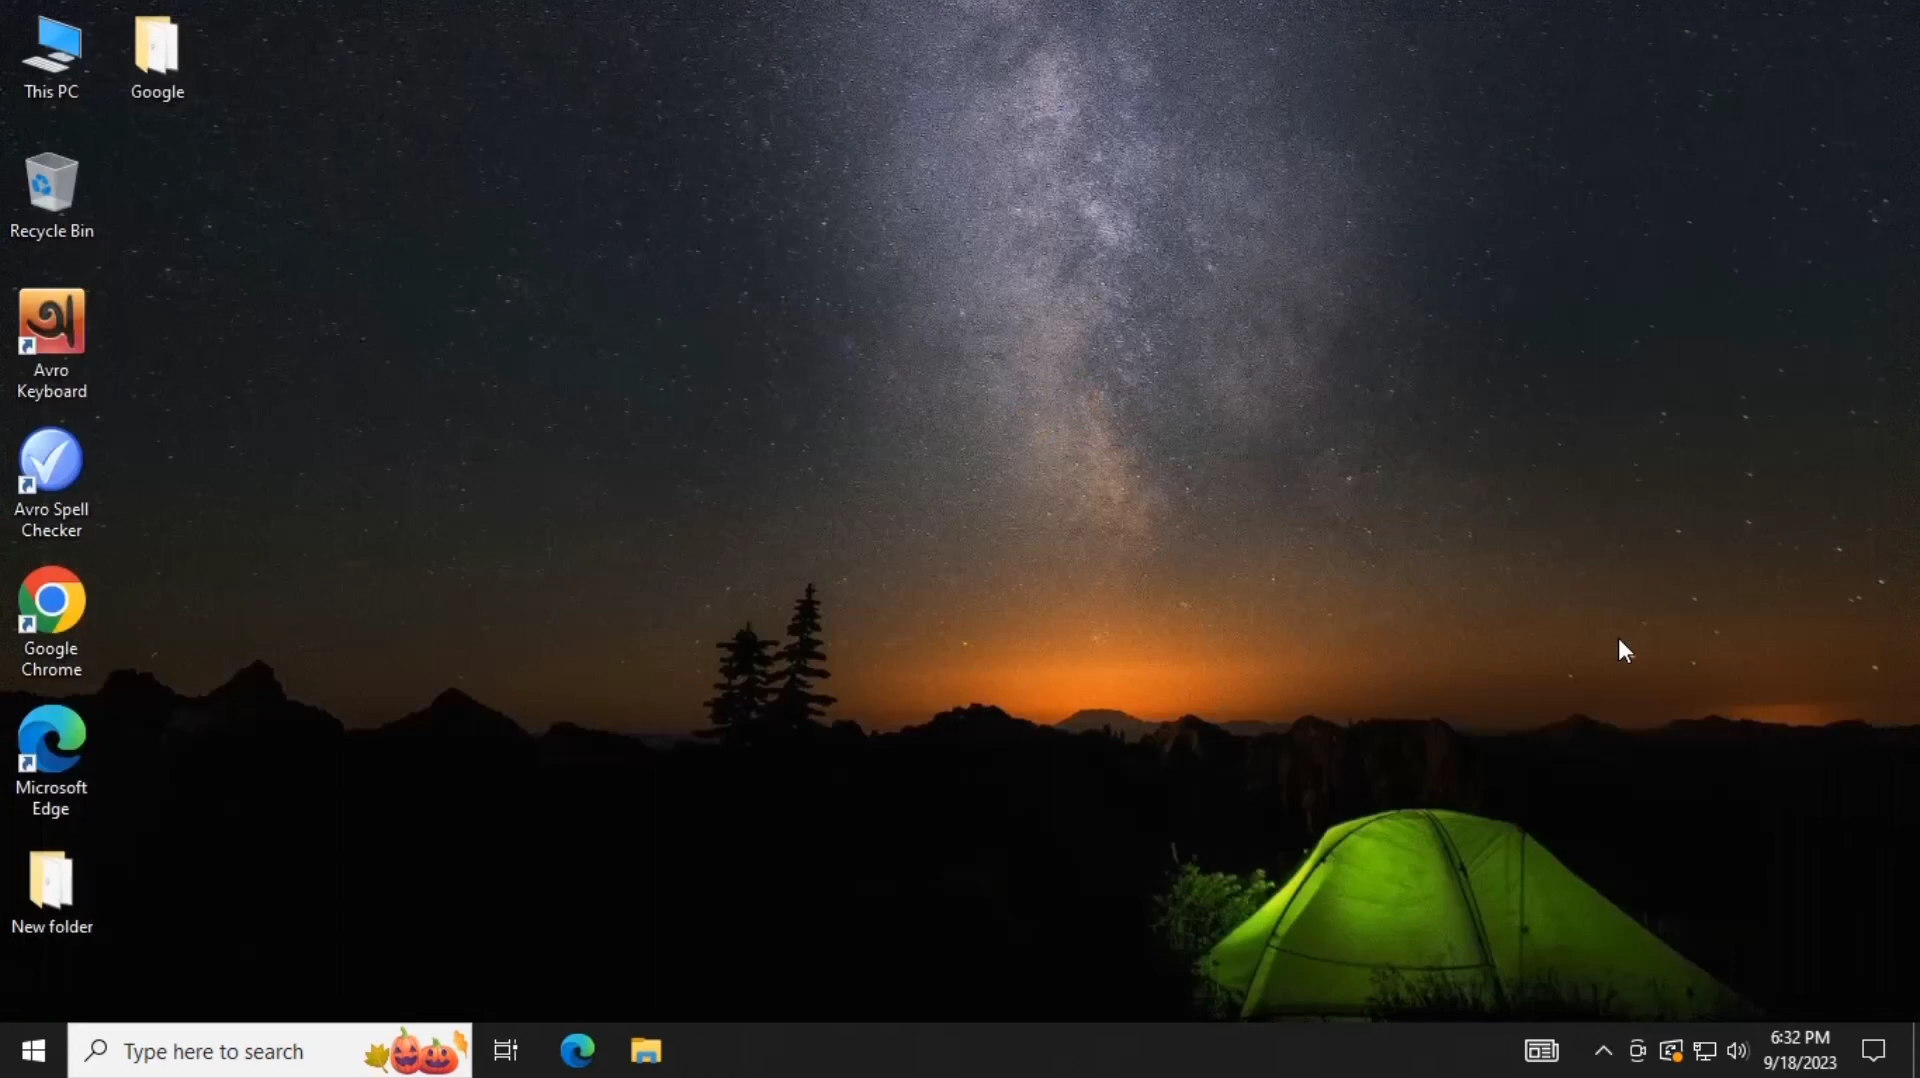 This PC
Google
Recycle Bin
অ
Avro
Keyboard
Avro Spell
Checker
Google
Chrome
Microsoft
Edge
New folder
Type here to search
6:32 PM
9/18/2023